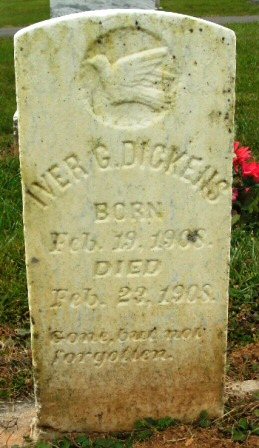 IVER G. DICKENS
BORN
Feb. 19. 1908.
DIED
Feb. 23, 1908.
Gone, but not
forgotten.